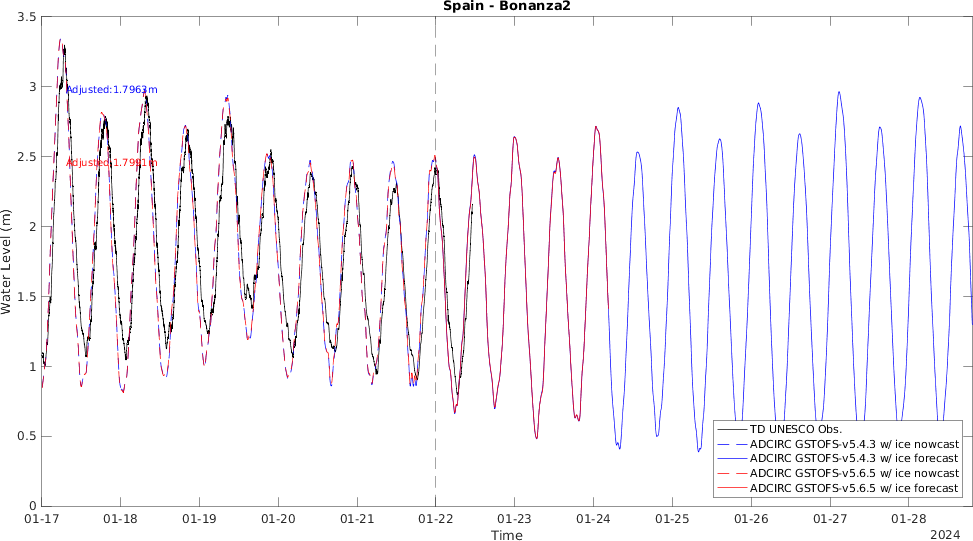 Spain - Bonanza2
3.5
3
2.5
2
1.5
1
0.5
0
Water Level (m)
Adjusted:1.7963m
Adjusted:1.7991m
TD UNESCO Obs.
ADCIRC GSTOFS-v5.4.3 w/ ice nowcast
ADCIRC GSTOFS-v5.4.3 w/ ice forecast
ADCIRC GSTOFS-v5.6.5 w/ ice nowcast
ADCIRC GSTOFS-v5.6.5 w/ ice forecast
01-17 01-18 01-19 01-20 01-21 01-22 01-23 01-24 01-25 01-26 01-27 01-28
Time
2024